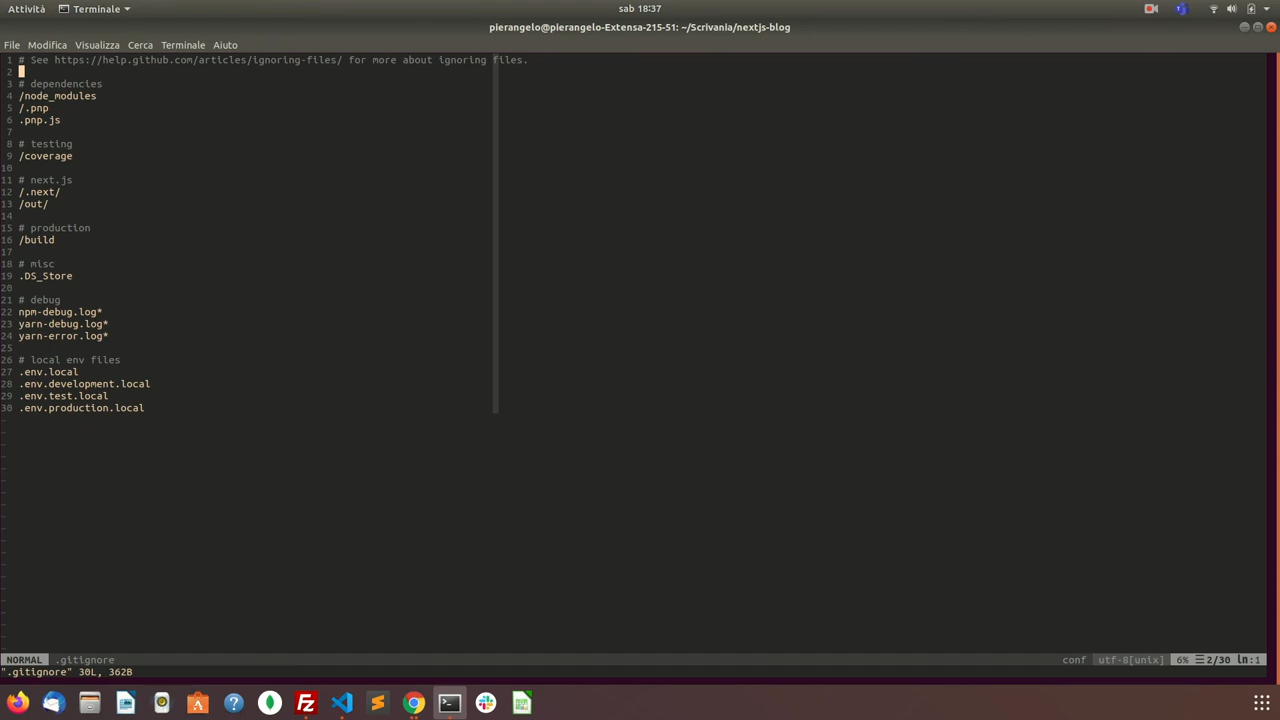 Attività Terminale sab 18:37
pierangelo@pierangelo-Extensa-215-51: ~/Scrivania/nextjs-blog
File Modifica Visualizza Cerca Terminale Aiuto
1 # See https://help.github.com/articles/ignoring-files/ for more about ignoring files.
2
3 # dependencies
4 /node_modules
5 /.pnp
6 .pnp.js
7
8 # testing
9 /coverage
10
11 # next.js
12 /.next/
13 /out/
14
15 # production
16 /build
17
18 # misc
19 .DS_Store
20
21 # debug
22 npm-debug.log*
23 yarn-debug.log*
24 yarn-error.log*
25
26 # local env files
27 .env.local
28 .env.development.local
29 .env.test.local
30 .env.production.local
NORMAL .gitignore conf utf-8[unix] 6% ☰2/30 ln:1
".gitignore" 30L, 362B